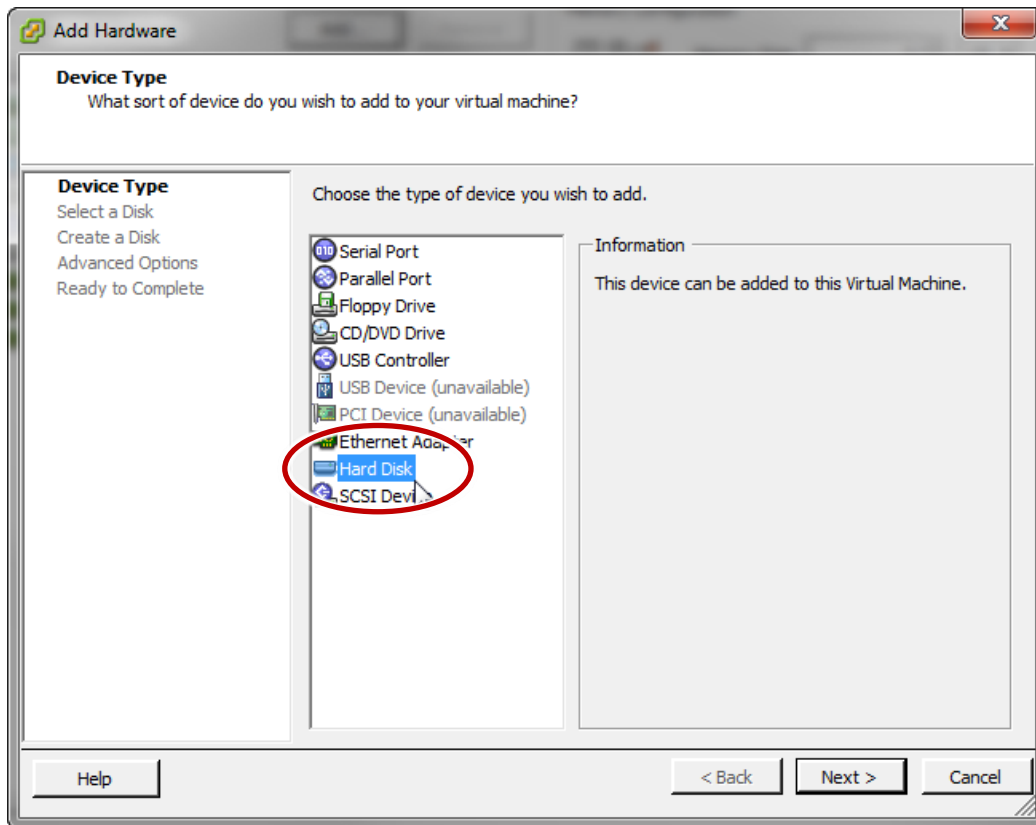 Add Hardware
Device Type
What sort of device do you wish to add to your virtual machine?
Device Type
Select a Disk
Create a Disk
Advanced Options
Ready to Complete
Choose the type of device you wish to add.
Serial Port
Parallel Port
Floppy Drive
CD/DVD Drive
USB Controller
USB Device (unavailable)
PCI Device (unavailable)
Ethernet Adapter
Hard Disk
SCSI Device
Information
This device can be added to this Virtual Machine.
Help
< Back
Next >
Cancel